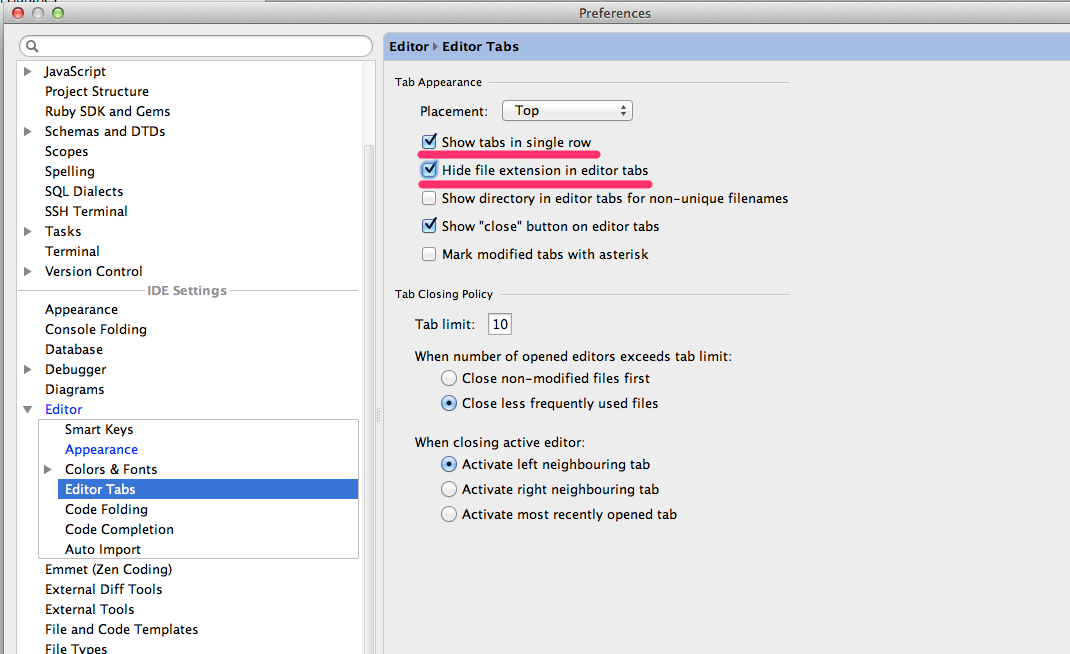 Preferences
JavaScript
Project Structure
Ruby SDK and Gems
Schemas and DTDs
Scopes
Spelling
SQL Dialects
SSH Terminal
Tasks
Terminal
Version Control
IDE Settings
Appearance
Console Folding
Database
Debugger
Diagrams
Editor
Smart Keys
Appearance
Colors & Fonts
Editor Tabs
Code Folding
Code Completion
Auto Import
Emmet (Zen Coding)
External Diff Tools
External Tools
File and Code Templates
File Types
Editor ▸ Editor Tabs
Tab Appearance
Placement: Top
Show tabs in single row
Hide file extension in editor tabs
Show directory in editor tabs for non-unique filenames
Show "close" button on editor tabs
Mark modified tabs with asterisk
Tab Closing Policy
Tab limit: 10
When number of opened editors exceeds tab limit:
Close non-modified files first
Close less frequently used files
When closing active editor:
Activate left neighbouring tab
Activate right neighbouring tab
Activate most recently opened tab